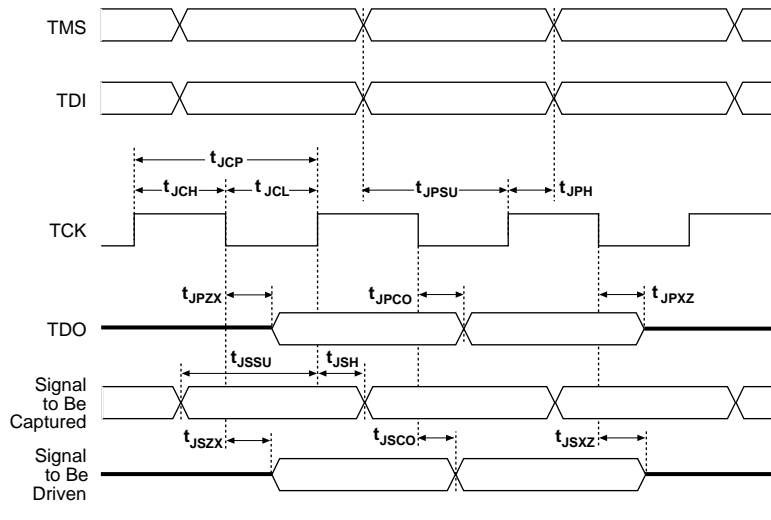 TMS
TDI
tJCP
tJCH
tJCL
tJPSU
tJPH
TCK
tJPZX
tJPCO
tJPXZ
TDO
tJSSU
tJSH
Signal
to Be
Captured
tJSZX
tJSCO
tJSXZ
Signal
to Be
Driven